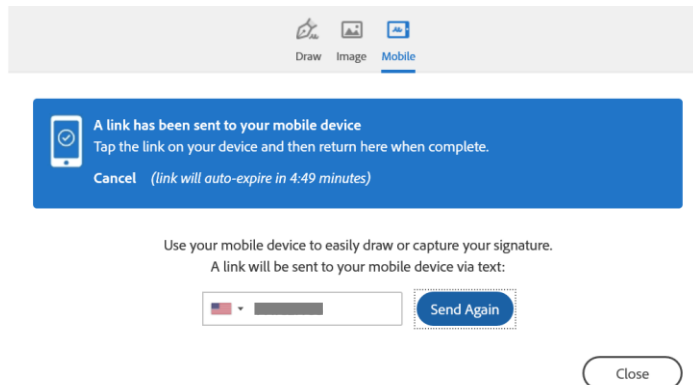 Draw Image Mobile
A link has been sent to your mobile device
Tap the link on your device and then return here when complete.
Cancel (link will auto-expire in 4:49 minutes)
Use your mobile device to easily draw or capture your signature.
A link will be sent to your mobile device via text:
Send Again
Close